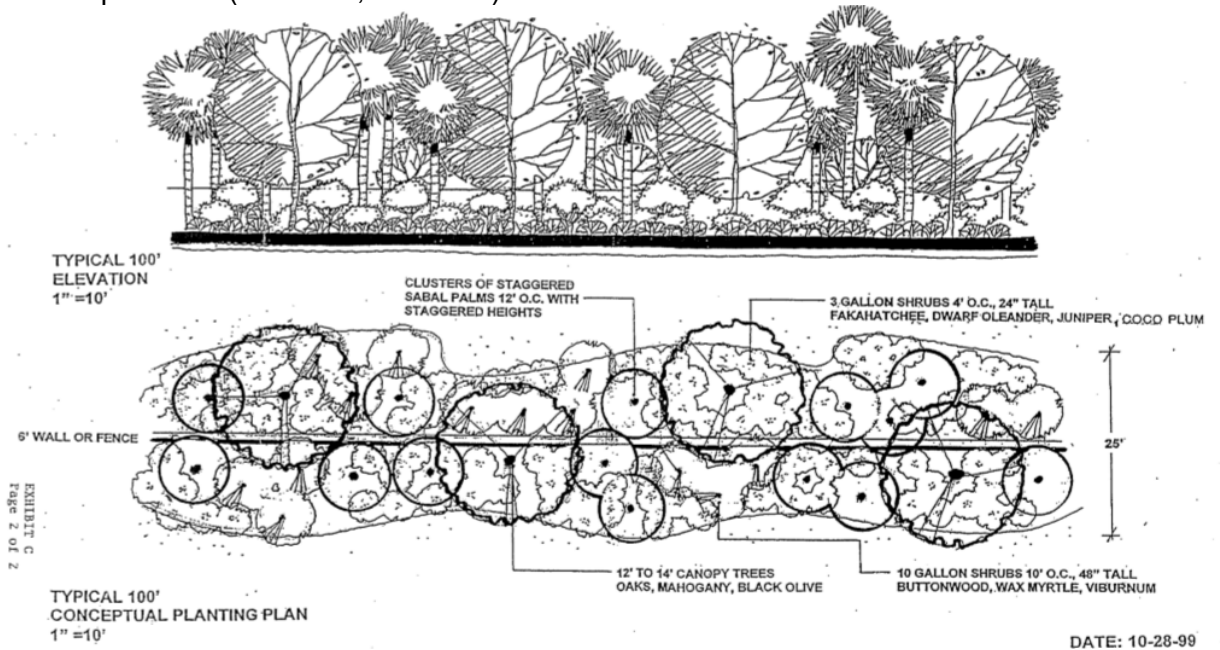 TYPICAL 100'
ELEVATION
1" =10'
CLUSTERS OF STAGGERED
SABAL PALMS 12' O.C. WITH
STAGGERED HEIGHTS
3 GALLON SHRUBS 4' O.C., 24" TALL
FAKAHATCHEE, DWARF OLEANDER, JUNIPER, COCO PLUM
6' WALL OR FENCE
25'
EXHIBIT C
Page 2 of 2
12' TO 14' CANOPY TREES
OAKS, MAHOGANY, BLACK OLIVE
10 GALLON SHRUBS 10' O.C., 48" TALL
BUTTONWOOD, WAX MYRTLE, VIBURNUM
TYPICAL 100'
CONCEPTUAL PLANTING PLAN
1" =10'
DATE: 10-28-99